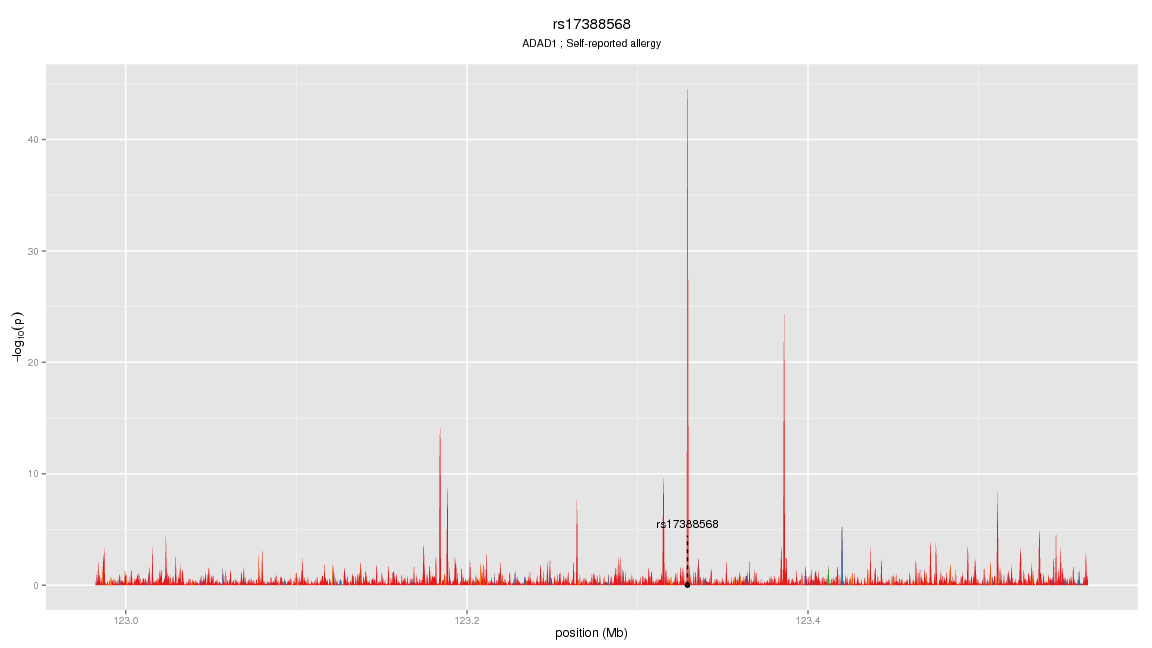 rs17388568
ADAD1 ; Self-reported allergy
40
30
20
10
0
-log10(p)
rs17388568
123.0
123.2
123.4
position (Mb)